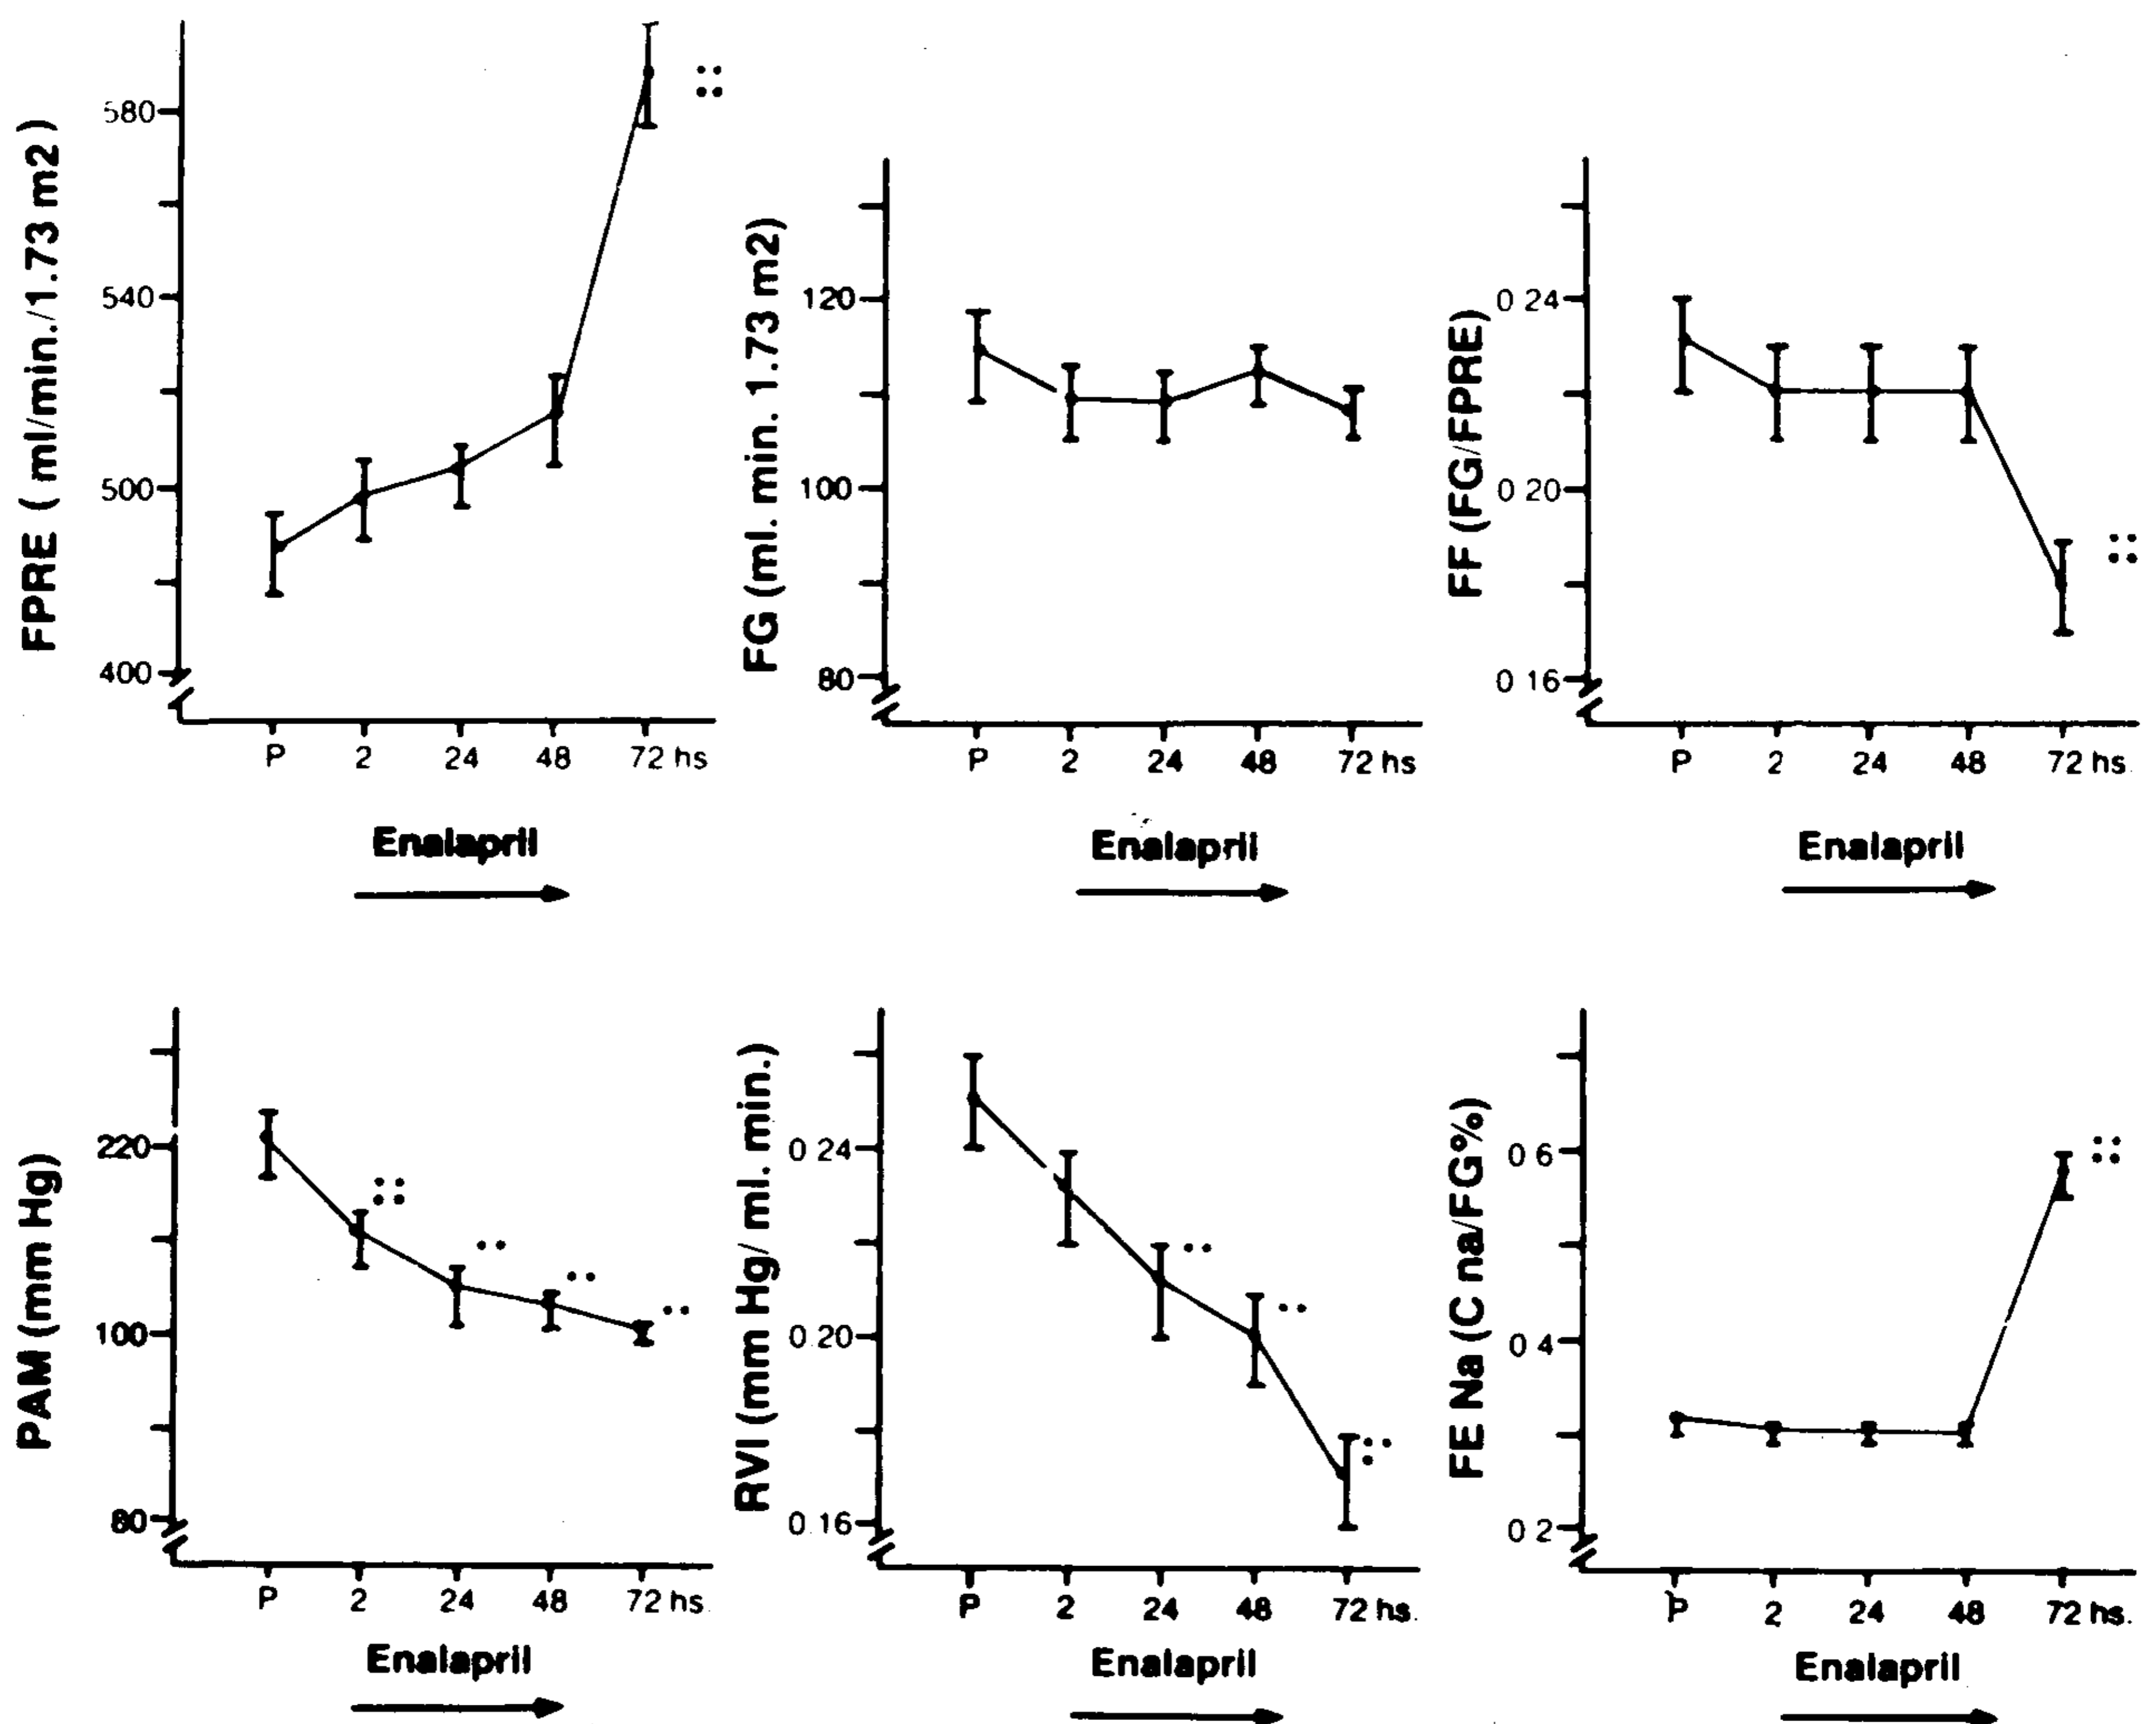 FPRE (ml/min./1.73 m2)
580
540
500
400
P 2 24 48 72 hs
Enalapril
FG (ml. min. 1.73 m2)
120
100
80
P 2 24 48 72 hs
Enalapril
FF (FG/FPRE)
0 24
0 20
0 16
P 2 24 48 72 hs.
Enalapril
PAM (mm Hg)
220
100
80
P 2 24 48 72 hs.
Enalapril
RVI (mm Hg/ ml. min.)
0 24
0.20
0.16
P 2 24 48 72 hs.
Enalapril
FE Na (C na/FG%)
0 6
0 4
0 2
P 2 24 48 72 hs.
Enalapril